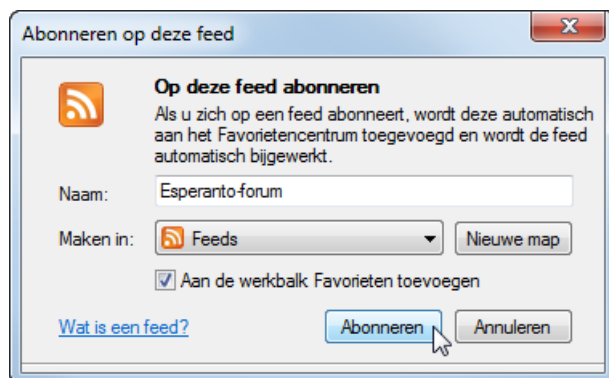 Abonneren op deze feed
Op deze feed abonneren
Als u zich op een feed abonneert, wordt deze automatisch
aan het Favorietencentrum toegevoegd en wordt de feed
automatisch bijgewerkt.
Naam: Esperanto-forum
Maken in: Feeds Nieuwe map
Aan de werkbalk Favorieten toevoegen
Wat is een feed? Abonneren Annuleren